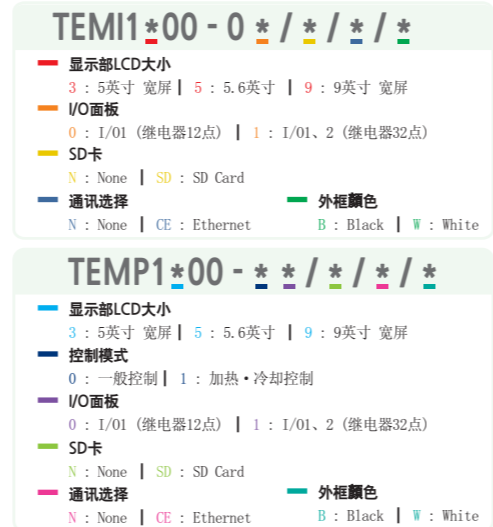 TEMI1*00 - 0 * / * / * / *
显示部LCD大小
3 : 5英寸 宽屏 | 5 : 5.6英寸 | 9 : 9英寸 宽屏
I/O面板
0 : I/O1 (继电器12点) | 1 : I/O1、2 (继电器32点)
SD卡
N : None | SD : SD Card
通讯选择 外框顏色
N : None | CE : Ethernet B : Black | W : White
TEMP1*00 - * * / * / * / *
显示部LCD大小
3 : 5英寸 宽屏 | 5 : 5.6英寸 | 9 : 9英寸 宽屏
控制模式
0 : 一般控制 | 1 : 加热·冷却控制
I/O面板
0 : I/O1 (继电器12点) | 1 : I/O1、2 (继电器32点)
SD卡
N : None | SD : SD Card
通讯选择 外框顏色
N : None | CE : Ethernet B : Black | W : White